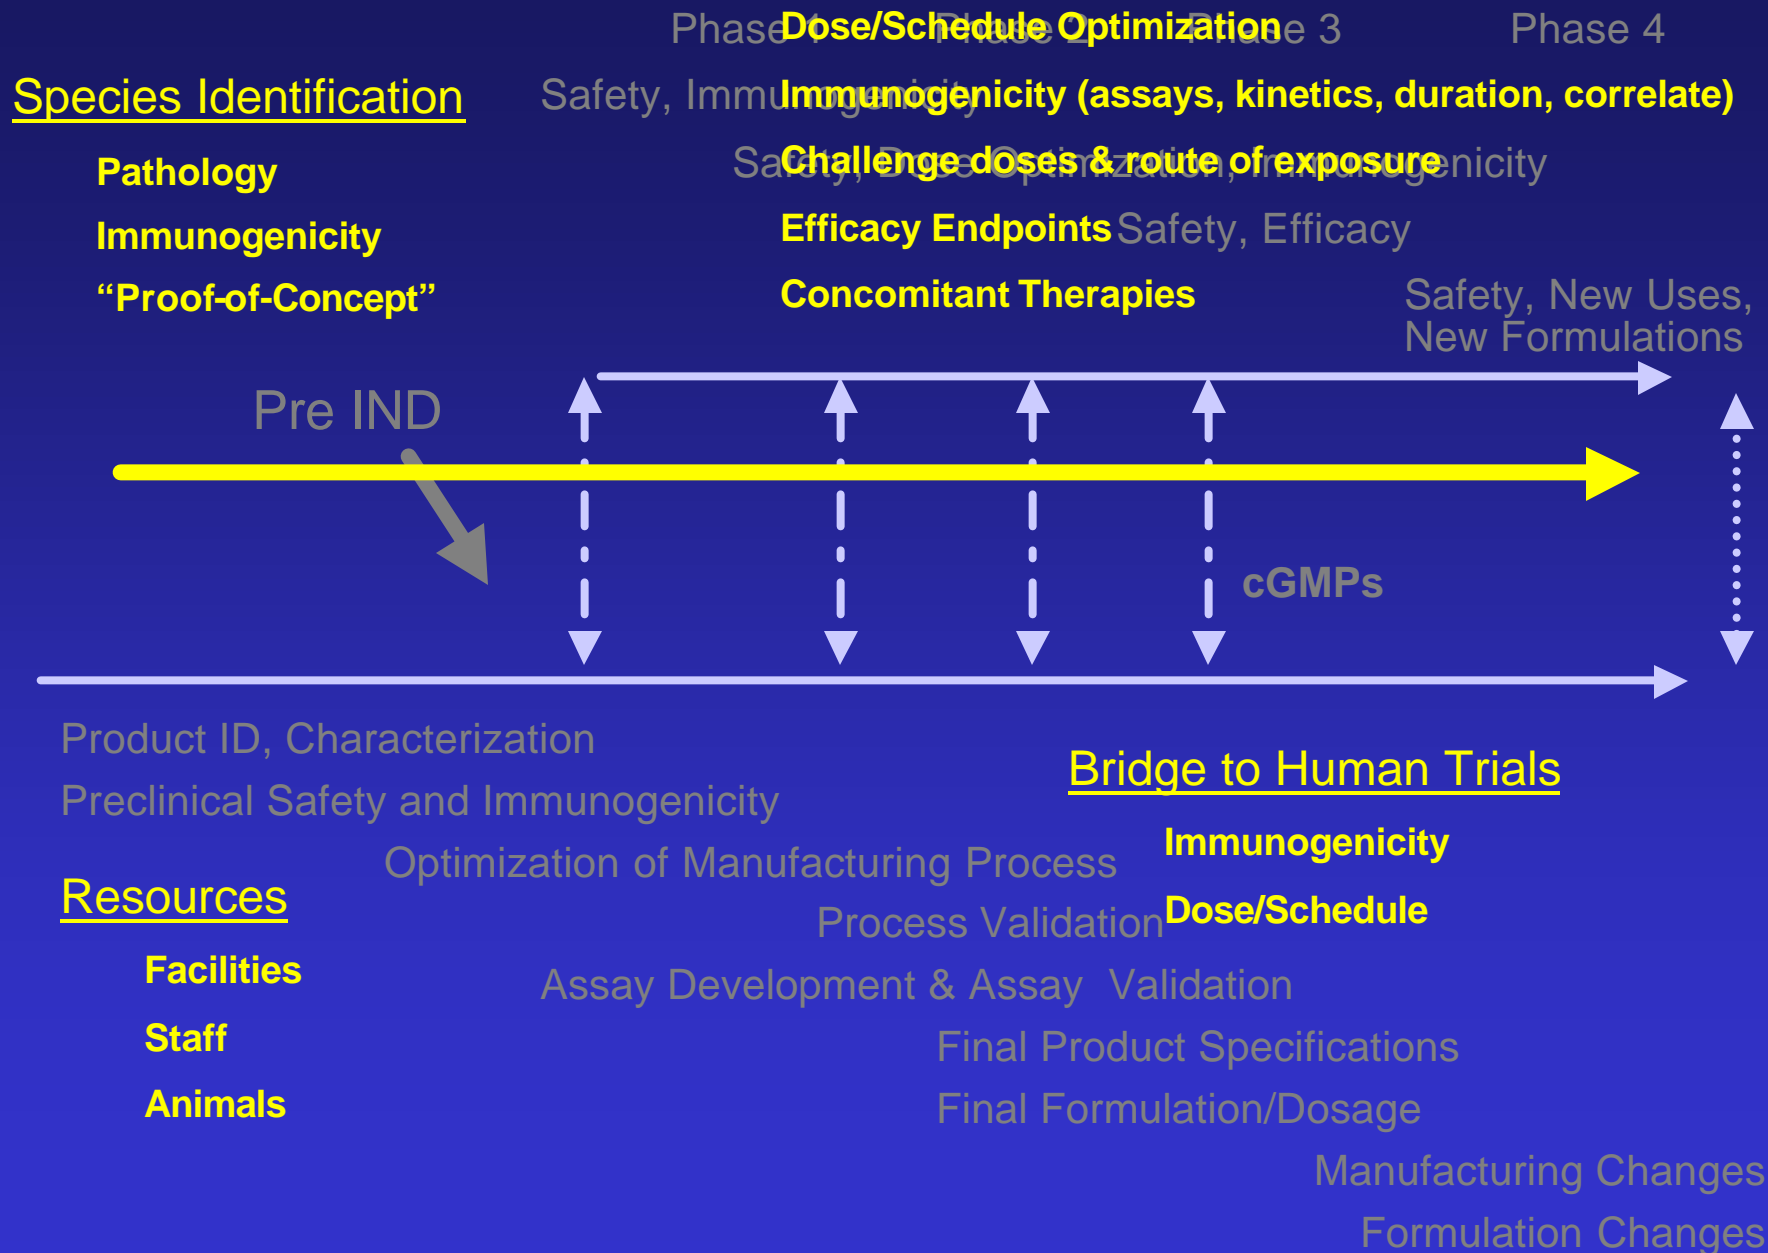 Phase 1 Phase 2 Phase 3 Phase 4
Dose/Schedule Optimization
Species Identification
Safety, Immunogenicity
Immunogenicity (assays, kinetics, duration, correlate)
Pathology
Safety, Dose Optimization, Immunogenicity
Challenge doses & route of exposure
Immunogenicity
Efficacy Endpoints
Safety, Efficacy
“Proof-of-Concept”
Concomitant Therapies
Safety, New Uses,
New Formulations
Pre IND
cGMPs
Product ID, Characterization
Preclinical Safety and Immunogenicity
Optimization of Manufacturing Process
Process Validation
Assay Development & Assay Validation
Final Product Specifications
Final Formulation/Dosage
Manufacturing Changes
Formulation Changes
Bridge to Human Trials
Immunogenicity
Dose/Schedule
Resources
Facilities
Staff
Animals